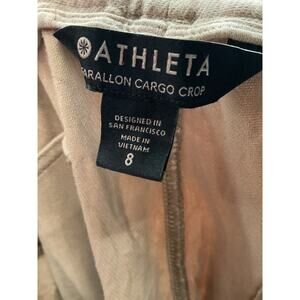 ATHLETA
ARALLON CARGO CROP
DESIGNED IN
SAN FRANCISCO
MADE IN
VIETNAM
8